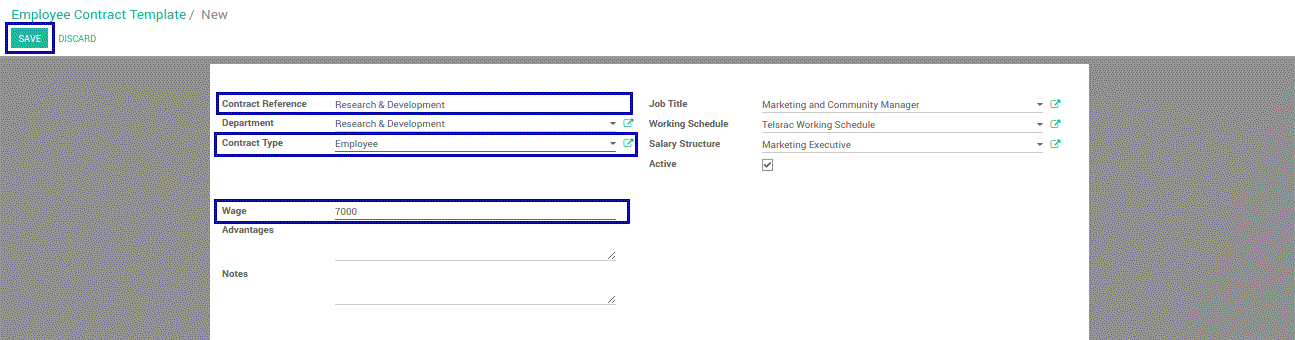 Employee Contract Template / New
SAVE DISCARD
Contract Reference Research & Development
Department Research & Development
Contract Type Employee
Wage 7000
Advantages
Notes
Job Title Marketing and Community Manager
Working Schedule Telsrac Working Schedule
Salary Structure Marketing Executive
Active